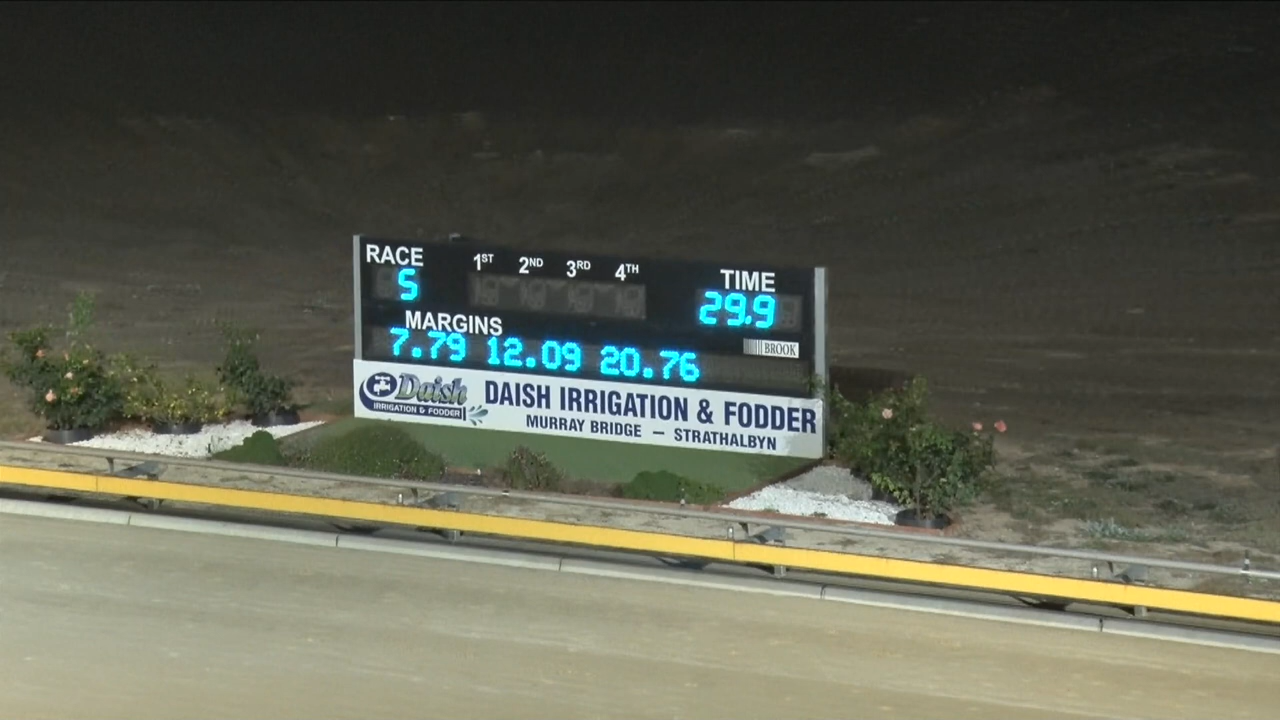 RACE 1ST 2ND 3RD 4TH TIME
5 29.9
MARGINS
7.79 12.09 20.76
BROOK
Daish
IRRIGATION & FODDER
DAISH IRRIGATION & FODDER
MURRAY BRIDGE — STRATHALBYN